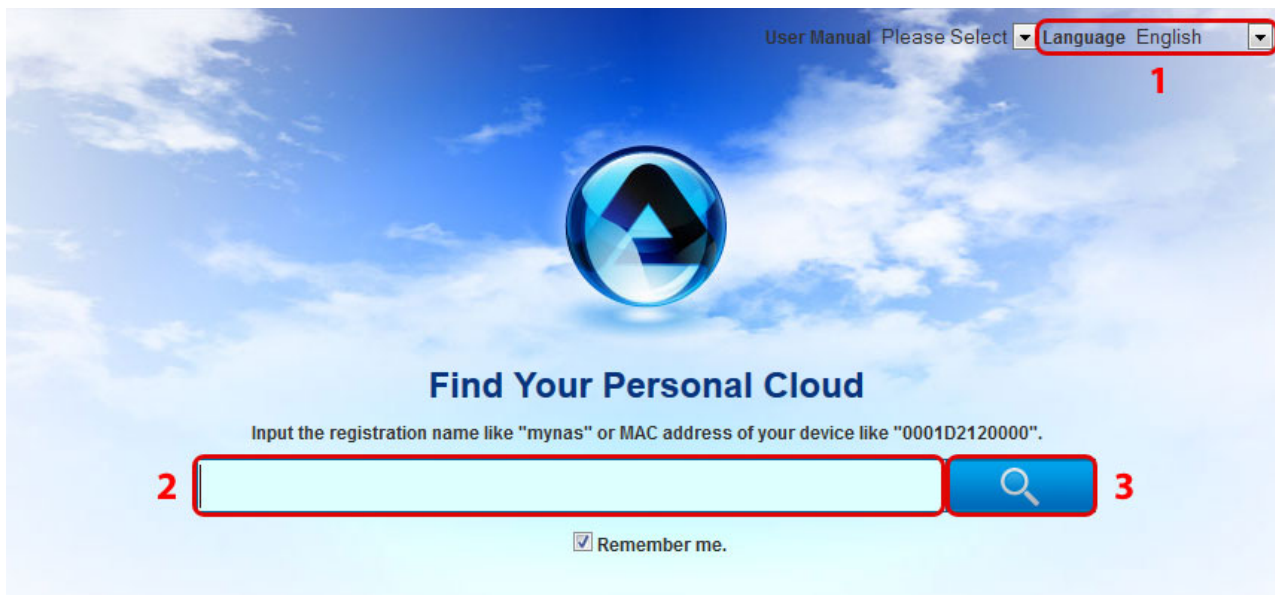 User Manual Please Select Language English
1
Find Your Personal Cloud
Input the registration name like "mynas" or MAC address of your device like "0001D2120000".
2 3
Remember me.